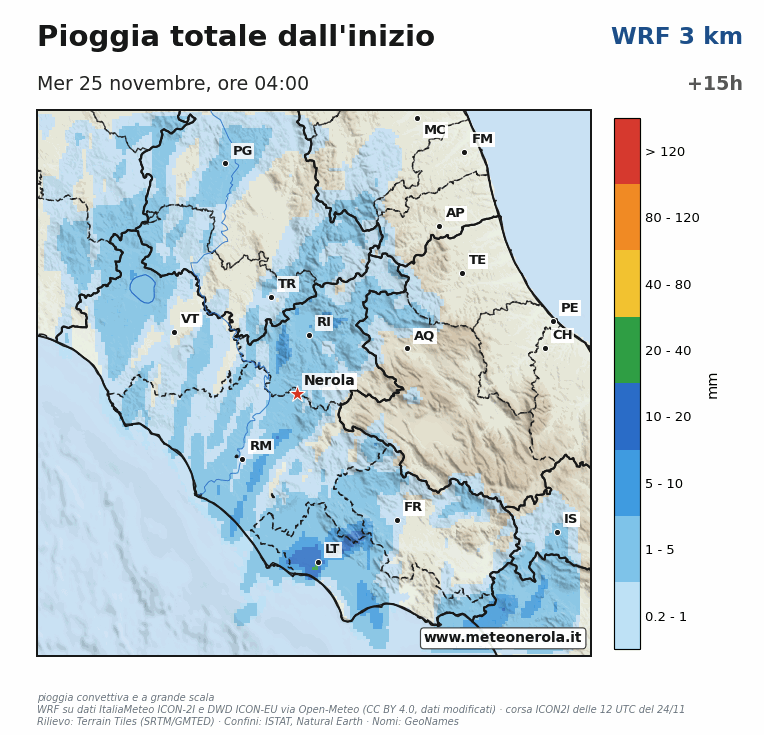 Pioggia totale dall'inizio
WRF 3 km
Mer 25 novembre, ore 04:00
+15h
MC
FM
PG
AP
TE
TR
PE
VT
RI
AQ
CH
Nerola
RM
FR
IS
LT
www.meteonerola.it
> 120
80 - 120
40 - 80
20 - 40
10 - 20
5 - 10
1 - 5
0.2 - 1
mm
pioggia convettiva e a grande scala
WRF su dati ItaliaMeteo ICON-2I e DWD ICON-EU via Open-Meteo (CC BY 4.0, dati modificati) · corsa ICON2I delle 12 UTC del 24/11
Rilievo: Terrain Tiles (SRTM/GMTED) · Confini: ISTAT, Natural Earth · Nomi: GeoNames